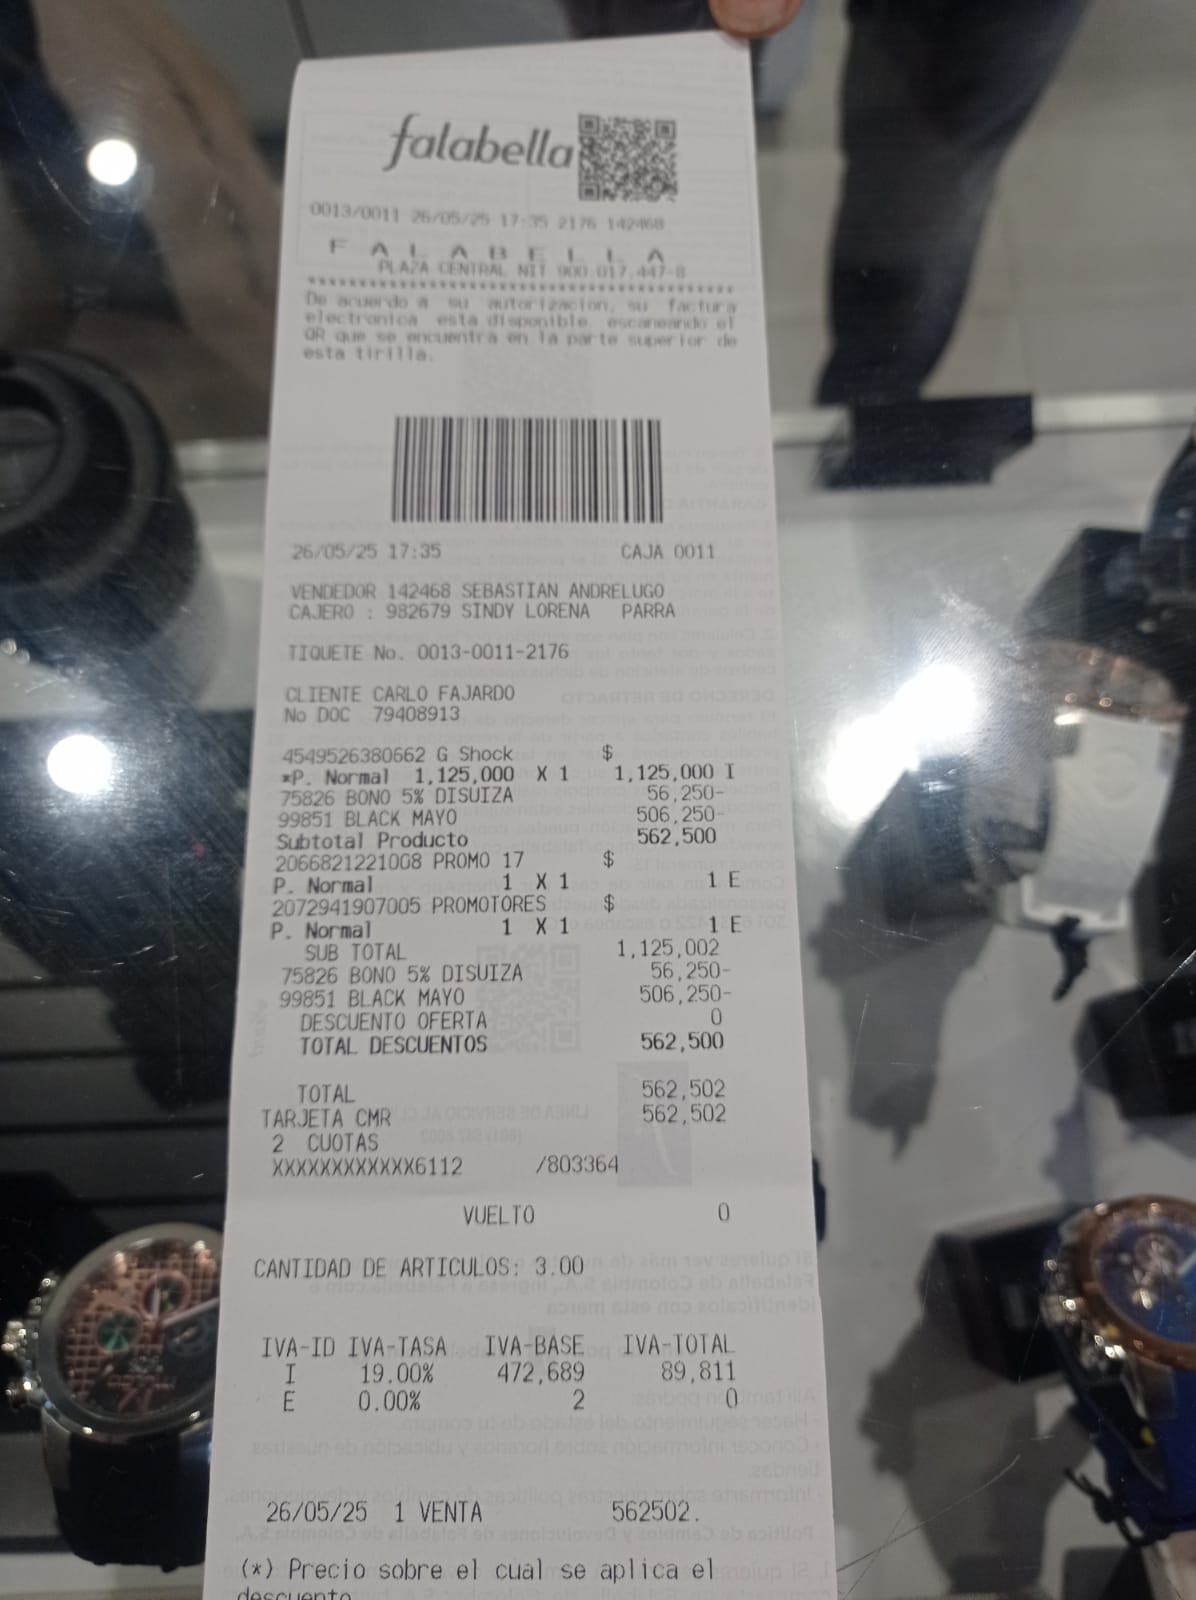 falabella
0013/0011 26/05/25 17:35 2176 142468
F A L A B E L L A
PLAZA CENTRAL NIT 900.017.447-8
De acuerdo a su autorizacion, su factura
electronica esta disponible, escaneando el
QR que se encuentra en la parte superior de
esta tirilla.
26/05/25 17:35 CAJA 0011
VENDEDOR 142468 SEBASTIAN ANDRELUGO
CAJERO : 982679 SINDY LORENA PARRA
TIQUETE No. 0013-0011-2176
CLIENTE CARLO FAJARDO
No DOC 79408913
4549526380662 G Shock $
*P. Normal 1,125,000 X 1 1,125,000 I
75826 BONO 5% DISUIZA 56,250-
99851 BLACK MAYO 506,250-
Subtotal Producto 562,500
2066821221008 PROMO 17 $
P. Normal 1 X 1 1 E
2072941907005 PROMOTORES $
P. Normal 1 X 1 1 E
SUB TOTAL 1,125,002
75826 BONO 5% DISUIZA 56,250-
99851 BLACK MAYO 506,250-
DESCUENTO OFERTA 0
TOTAL DESCUENTOS 562,500
TOTAL 562,502
TARJETA CMR 562,502
2 CUOTAS
XXXXXXXXXXXX6112 /803364
VUELTO 0
CANTIDAD DE ARTICULOS: 3.00
IVA-ID IVA-TASA IVA-BASE IVA-TOTAL
I 19.00% 472,689 89,811
E 0.00% 2 0
26/05/25 1 VENTA 562502.
(*) Precio sobre el cual se aplica el
descuento